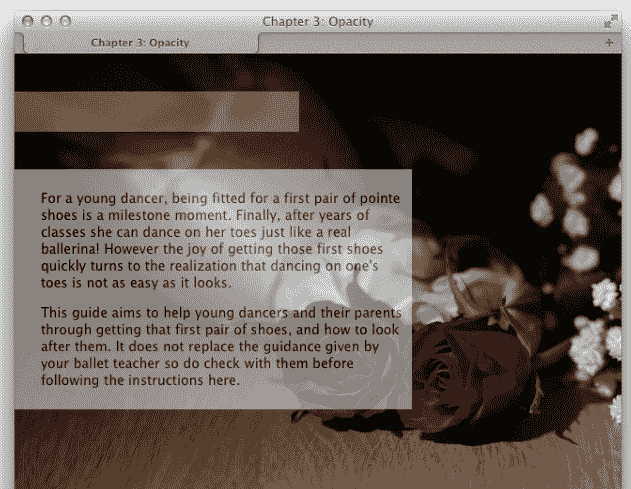 Chapter 3: Opacity
Chapter 3: Opacity
+
For a young dancer, being fitted for a first pair of pointe
shoes is a milestone moment. Finally, after years of
classes she can dance on her toes just like a real
ballerina! However the joy of getting those first shoes
quickly turns to the realization that dancing on one's
toes is not as easy as it looks.
This guide aims to help young dancers and their parents
through getting that first pair of shoes, and how to look
after them. It does not replace the guidance given by
your ballet teacher so do check with them before
following the instructions here.